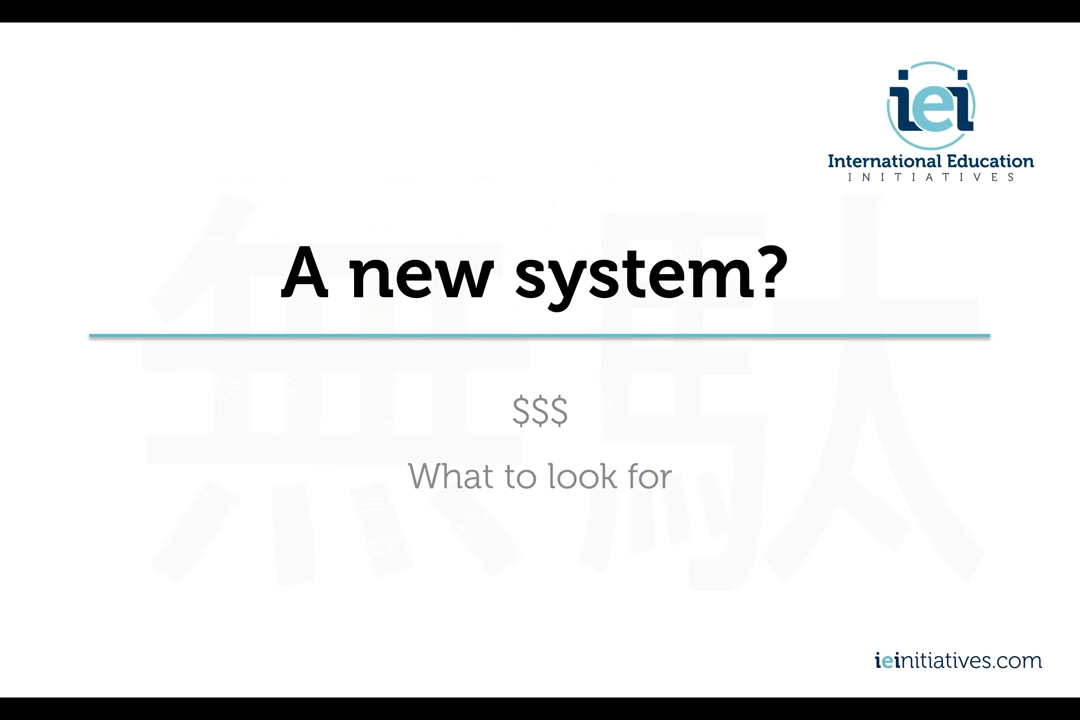 iei
International Education
INITIATIVES
無駄
A new system?
$$$
What to look for
ieinitiatives.com